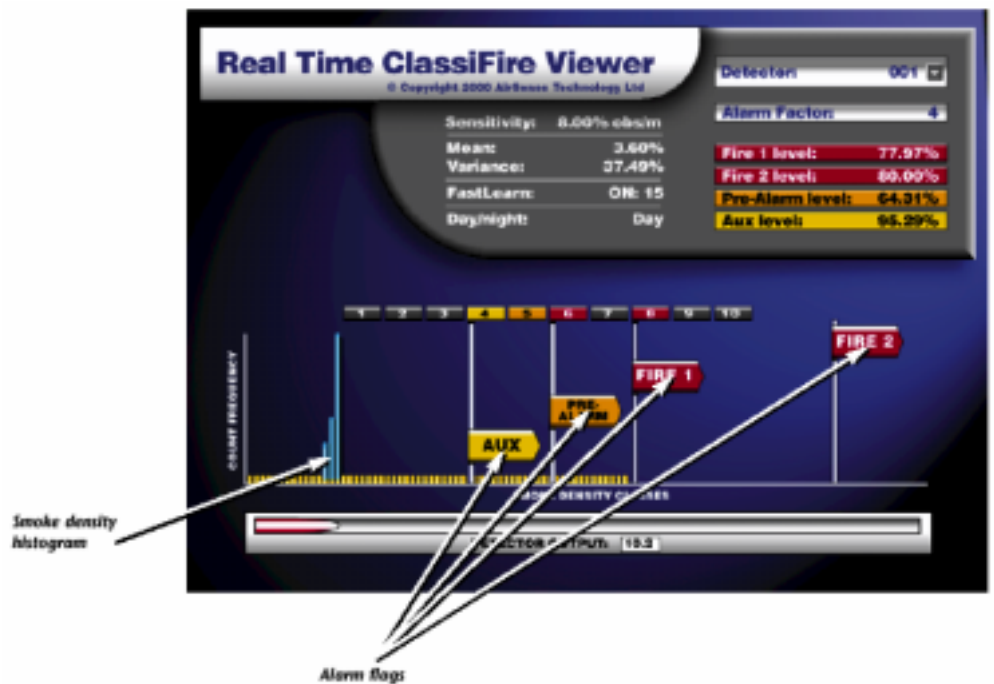 Real Time ClassiFire Viewer
© Copyright 2000 AirSense Technology Ltd
Detector: 001
Alarm Factor: 4
Sensitivity: 8.00% obs/m
Mean: 3.60%
Variance: 37.49%
FastLearn: ON: 15
Day/night: Day
Fire 1 level: 77.97%
Fire 2 level: 80.00%
Pre-Alarm level: 64.31%
Aux level: 95.29%
1 2 3 4 5 6 7 8 9 10
FIRE 2
FIRE 1
PRE-
ALARM
AUX
COUNT FREQUENCY
DENSITY
DETECTOR OUTPUT:
Smoke density
histogram
Alarm flags